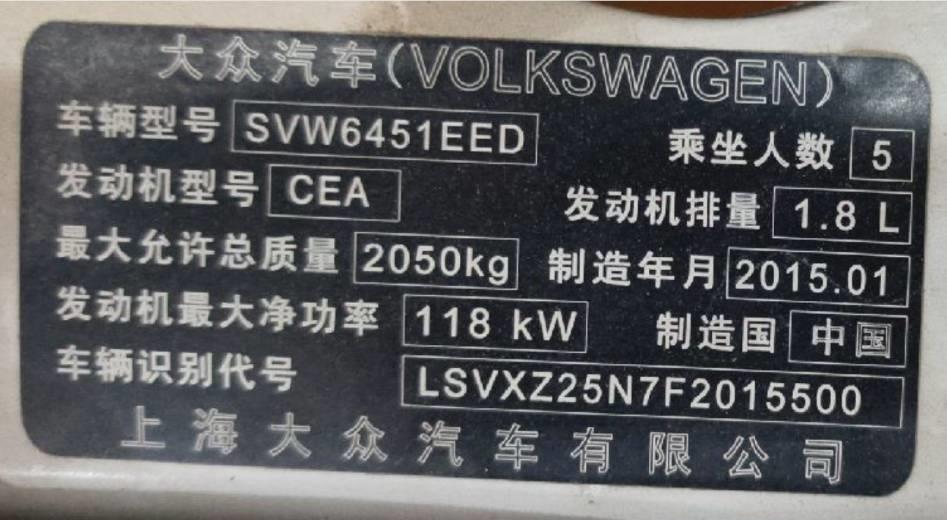 大众汽车(VOLKSWAGEN)
车辆型号 SVW6451EED 乘坐人数 5
发动机型号 CEA 发动机排量 1.8 L
最大允许总质量 2050kg 制造年月 2015.01
发动机最大净功率 118 kW 制造国 中国
车辆识别代号 LSVXZ25N7F2015500
上海大众汽车有限公司